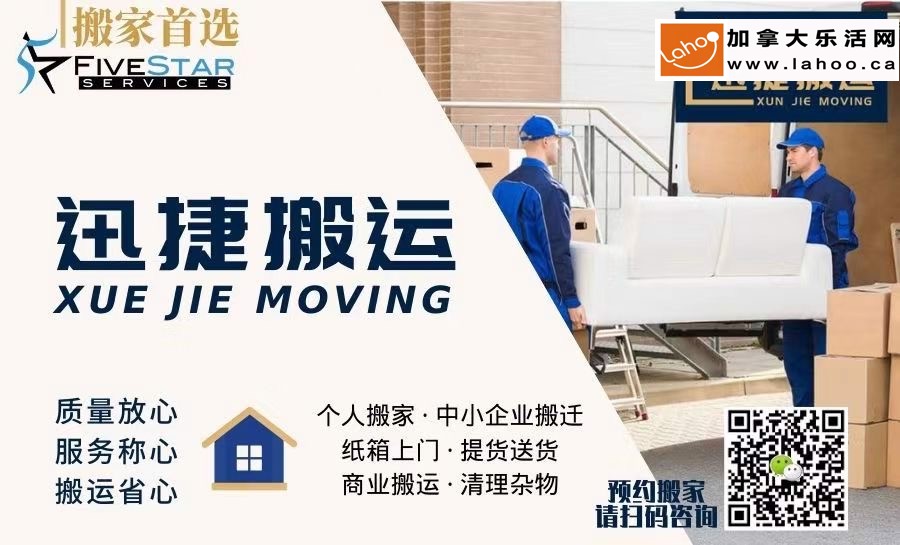 搬家首选
FIVESTAR
SERVICES
Lahoo
加拿大乐活网
www.lahoo.ca
迅捷搬运
XUN JIE MOVING
迅捷搬运
XUE JIE MOVING
质量放心
服务称心
搬运省心
个人搬家·中小企业搬迁
纸箱上门·提货送货
商业搬运·清理杂物
预约搬家
请扫码咨询